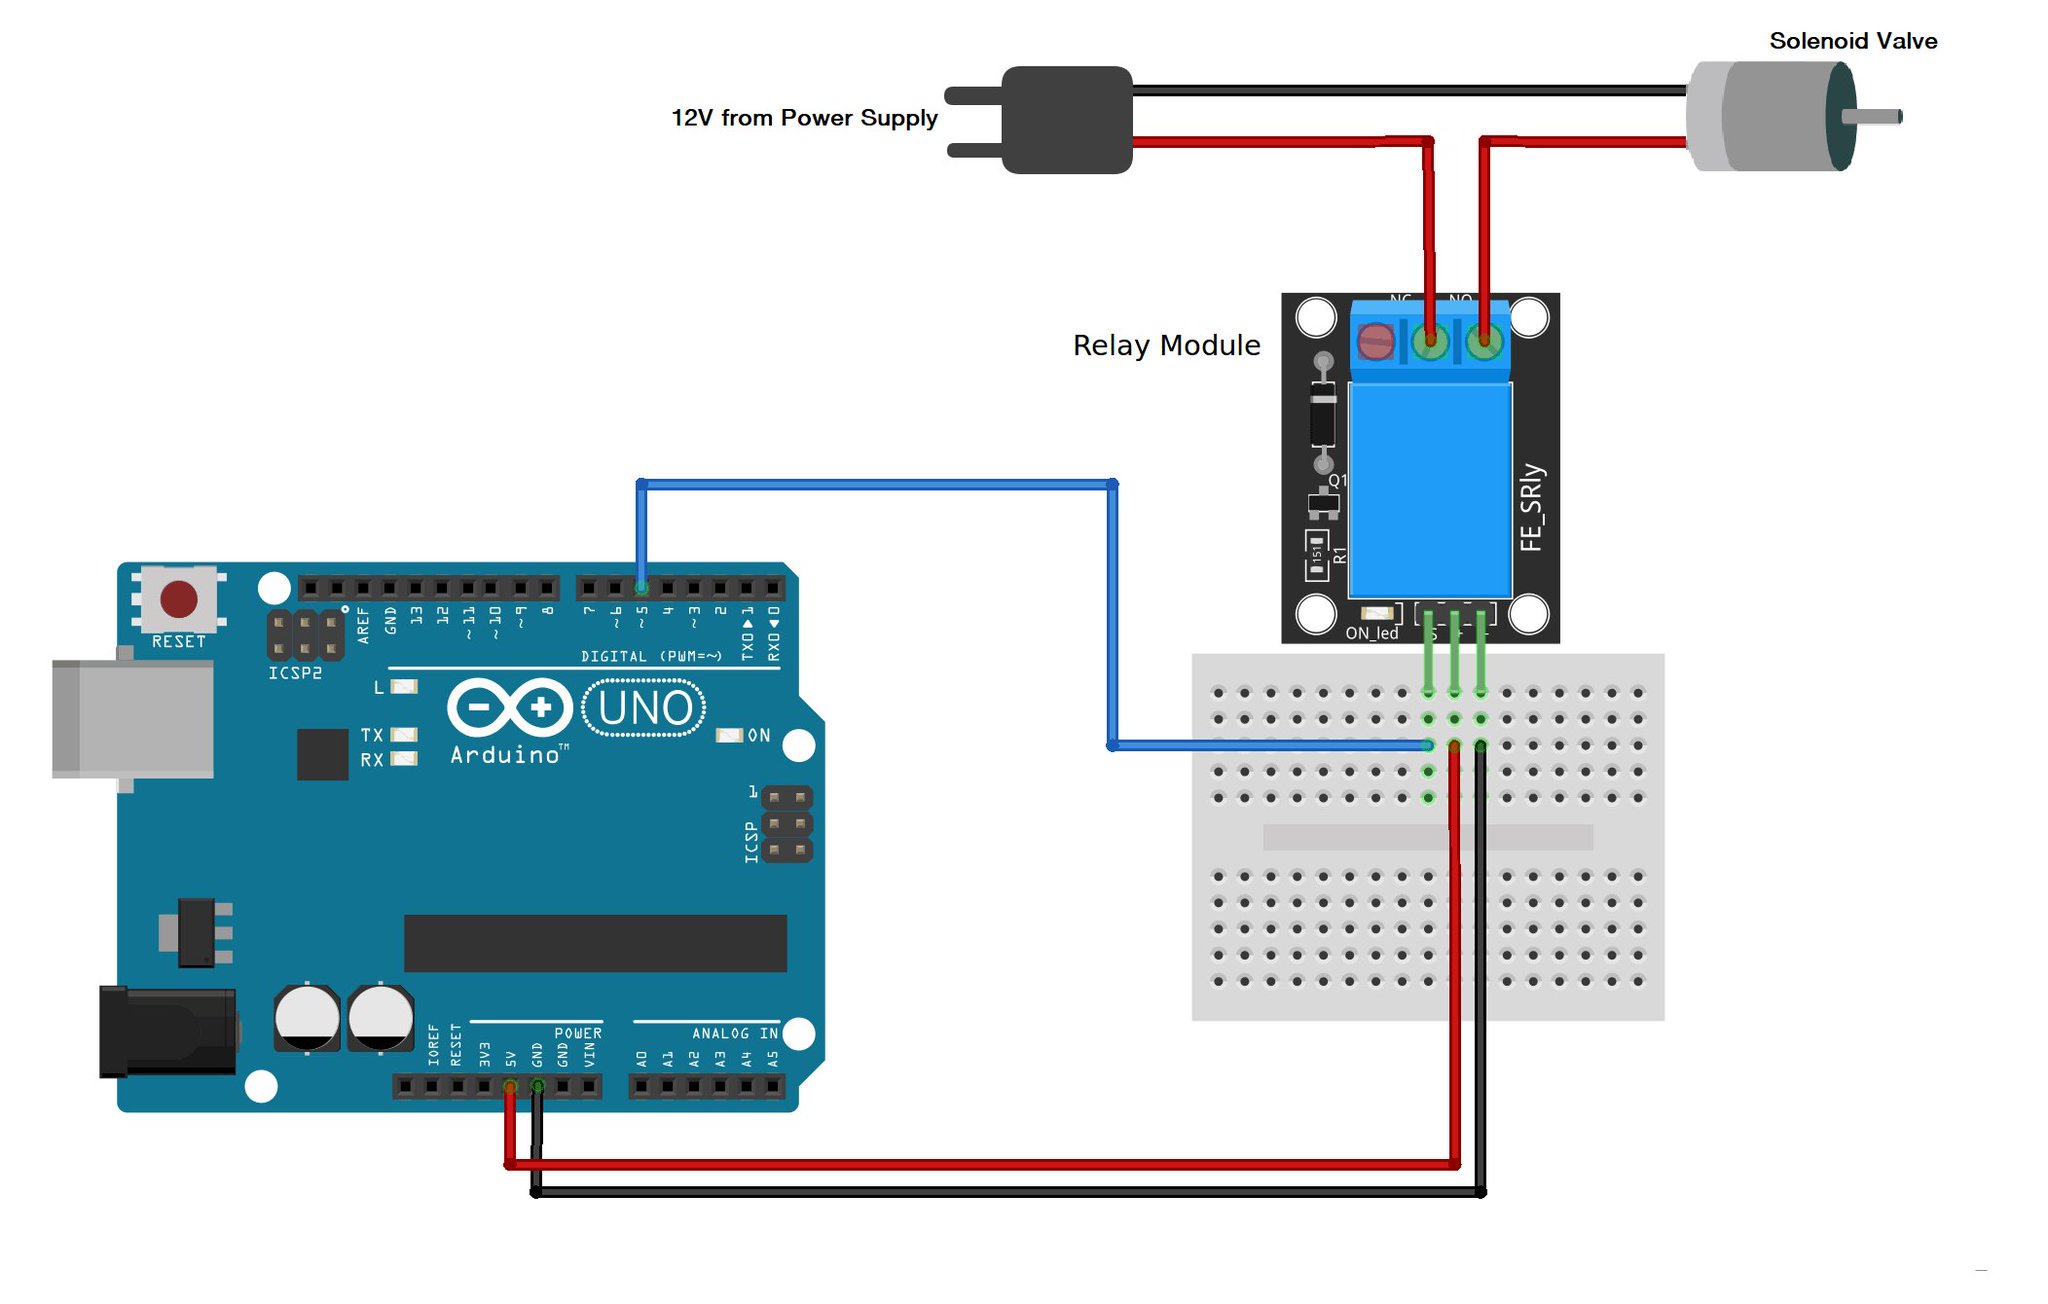 Solenoid Valve
12V from Power Supply
NC NO
Relay Module
Q1
FE_SRly
151
R1
ON_led
S + -
RESET
ICSP2
AREF
GND
13
12
~11
~10
~9
8
7
~6
~5
4
~3
2
TX0 ▶ 1
RX0 ◀ 0
DIGITAL (PWM=~)
L
TX
RX
UNO
Arduino™
ON
1
ICSP
POWER
ANALOG IN
IOREF
RESET
3V3
5V
GND
GND
VIN
A0
A1
A2
A3
A4
A5